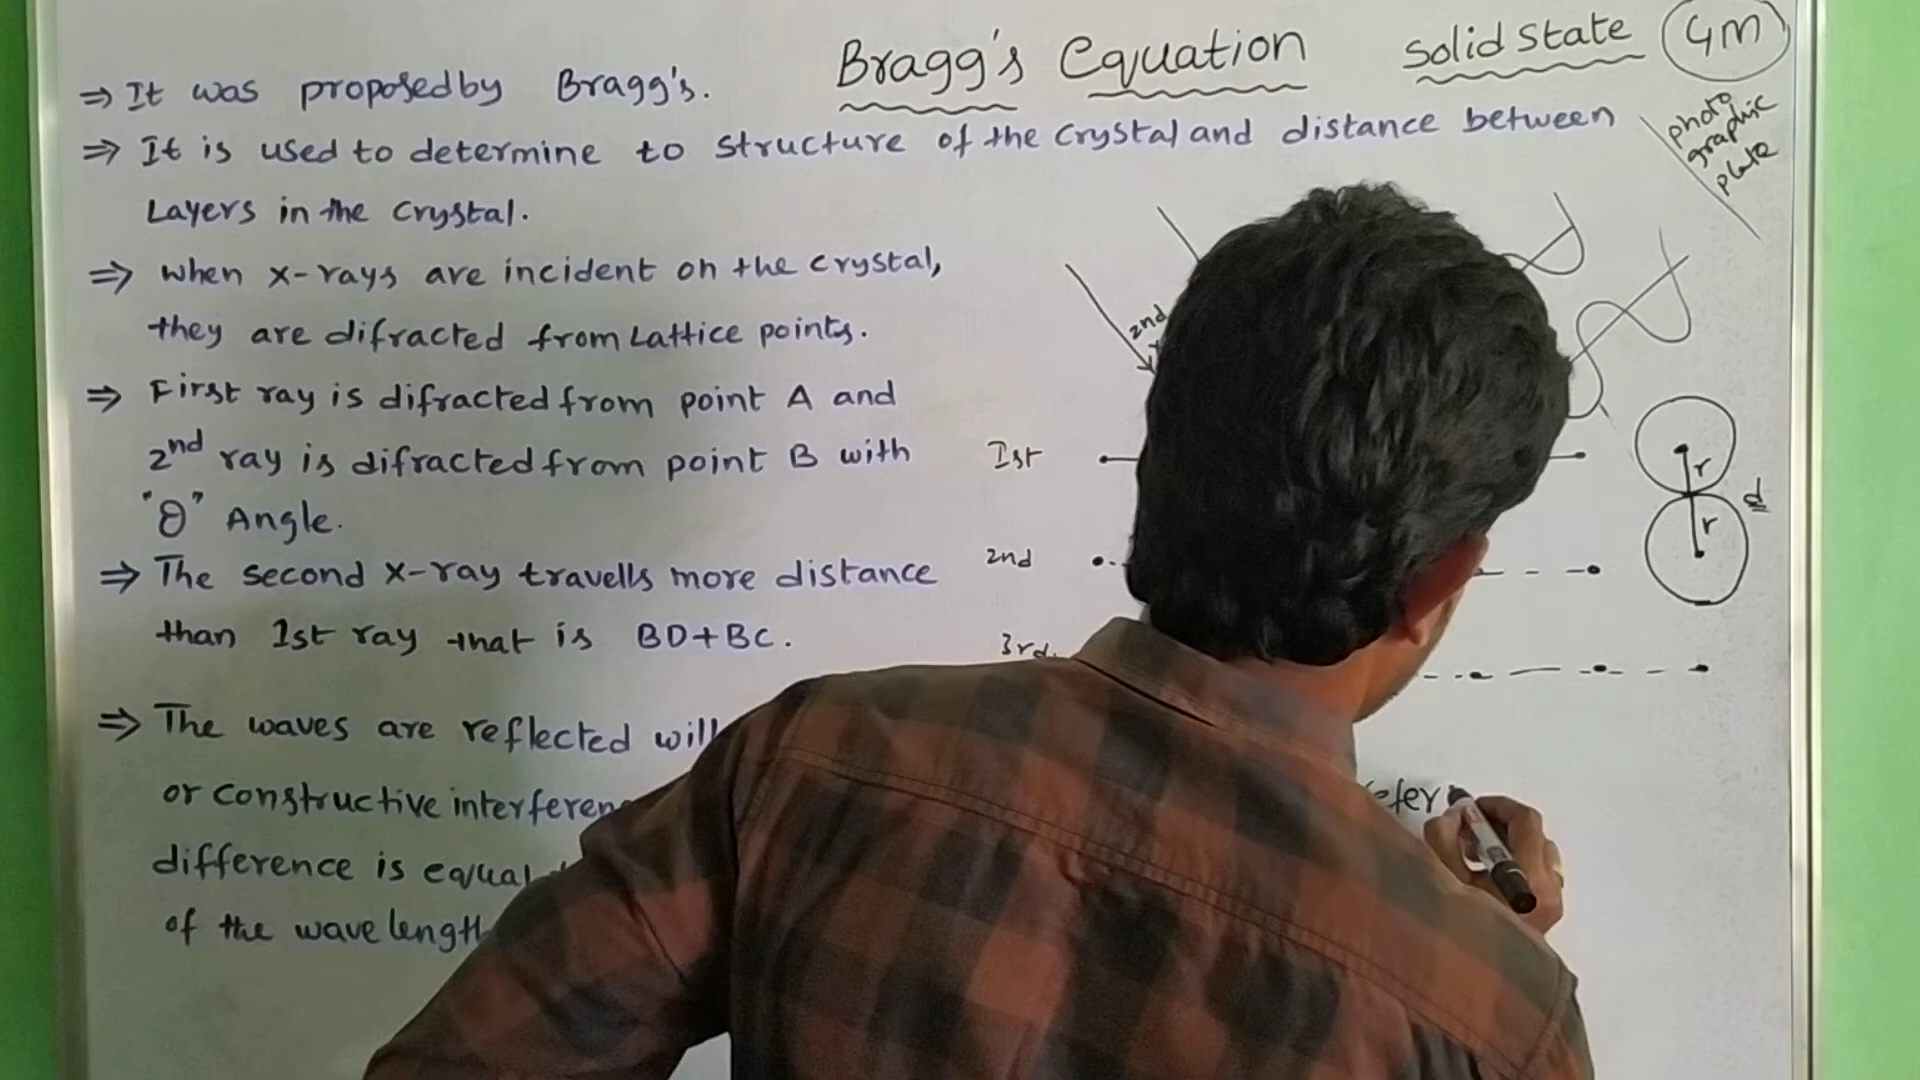 Bragg's Equation Solid State 4M
⇒ It was proposed by Bragg's.
⇒ It is used to determine to structure of the crystal and distance between
Layers in the crystal.
⇒ when x-rays are incident on the crystal,
they are difracted from Lattice points.
⇒ First ray is difracted from point A and
2nd ray is difracted from point B with
"θ" Angle.
⇒ The second x-ray travells more distance
than 1st ray that is BD+BC.
⇒ The waves are reflected will
or constructive
difference is equal
of the wave length
photo
graphic
plate
2nd
Ist
2nd
3rd
r
r
d